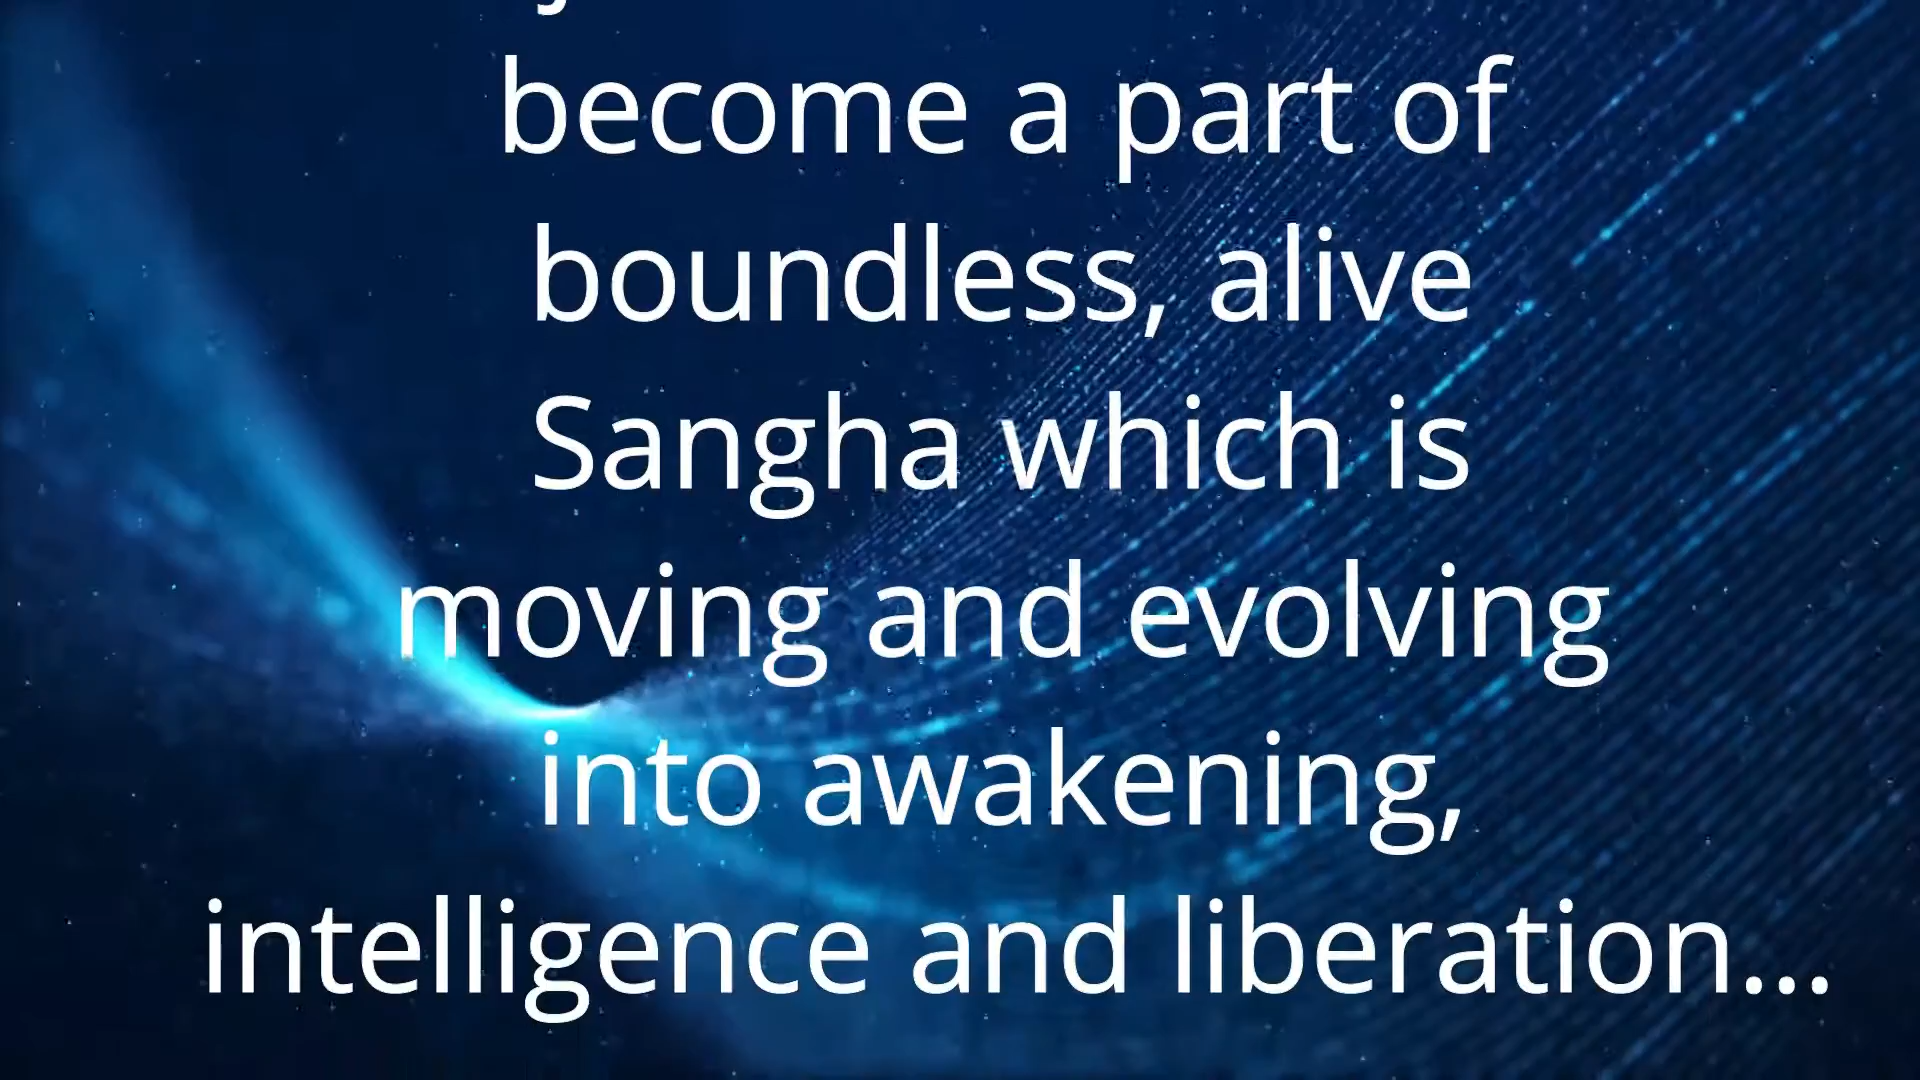 become a part of
boundless, alive
Sangha which is
moving and evolving
into awakening,
intelligence and liberation...